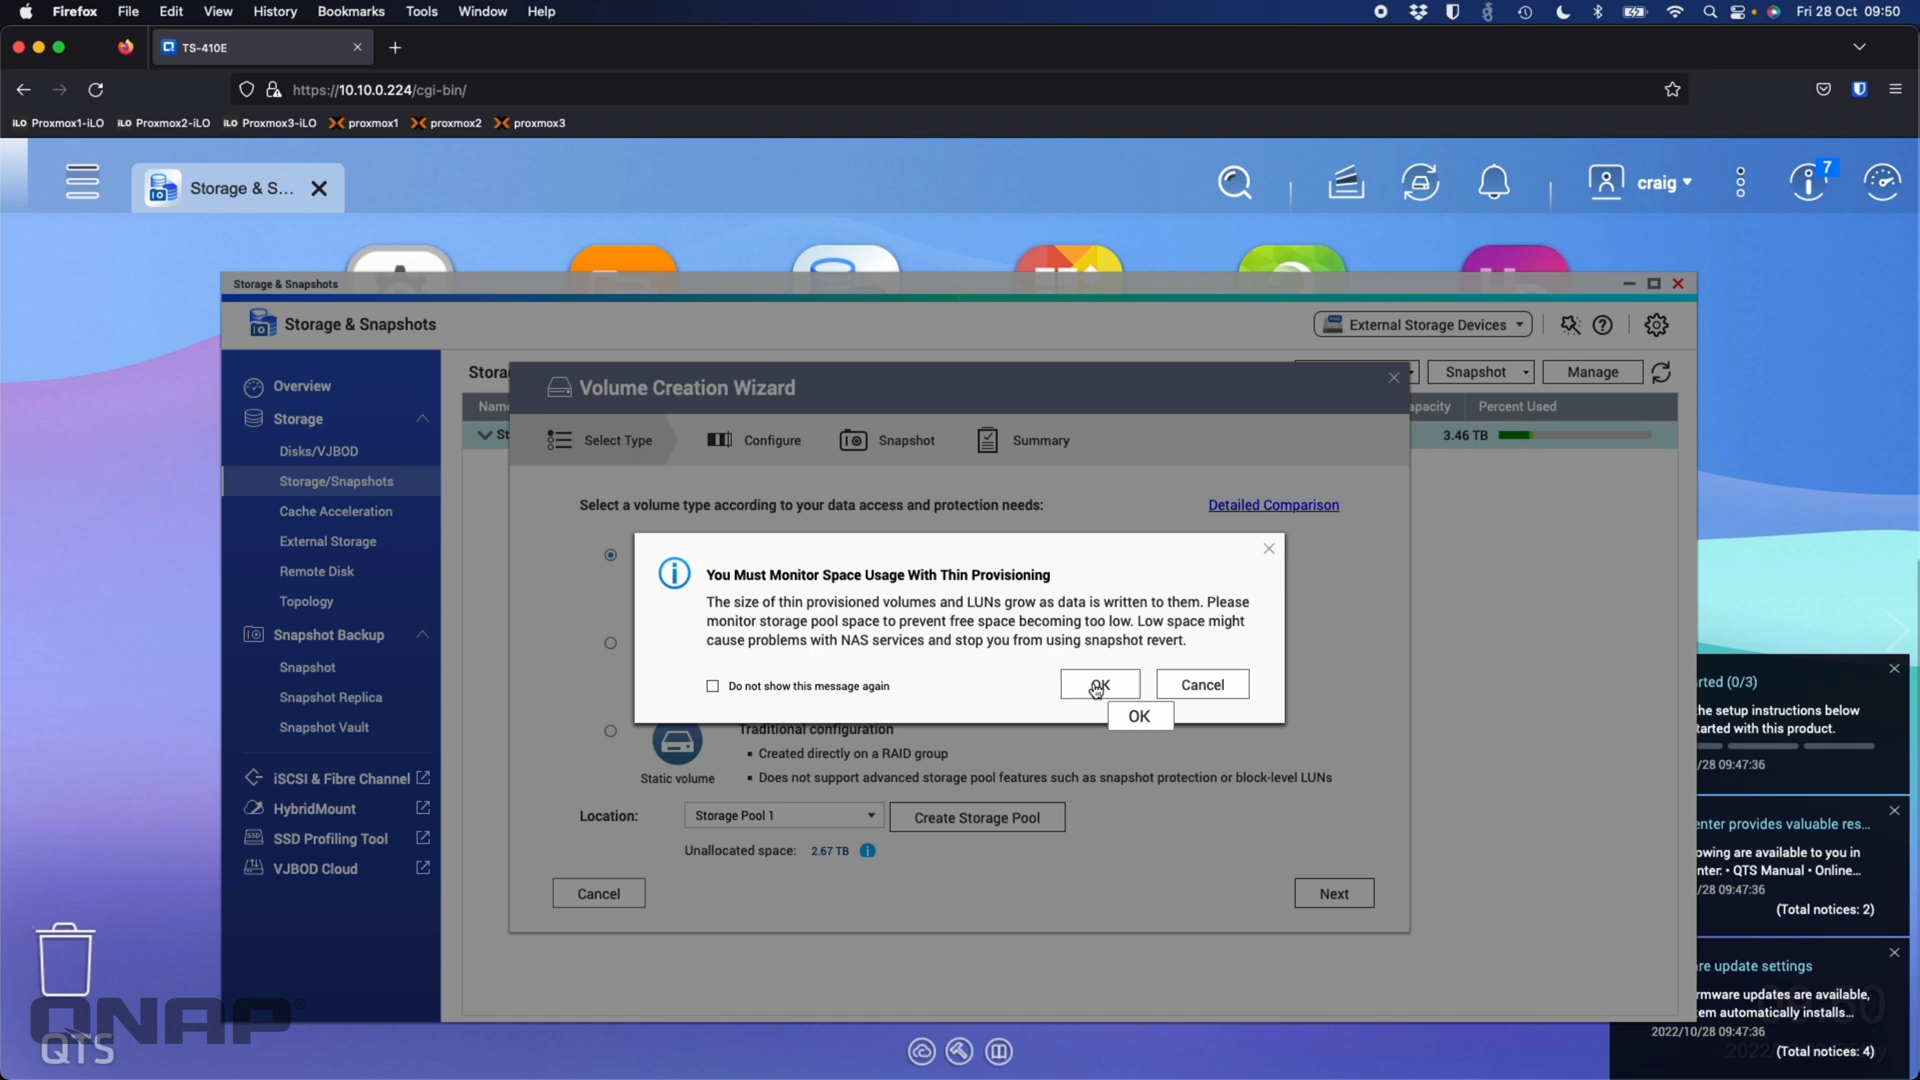 Firefox File Edit View History Bookmarks Tools Window Help Fri 28 Oct 09:50
TS-410E
https://10.10.0.224/cgi-bin/
iLO Proxmox1-iLO iLO Proxmox2-iLO iLO Proxmox3-iLO proxmox1 proxmox2 proxmox3
Storage & S... craig 7
Storage & Snapshots
Storage & Snapshots External Storage Devices
Overview
Storage
Disks/VJBOD
Storage/Snapshots
Cache Acceleration
External Storage
Remote Disk
Topology
Snapshot Backup
Snapshot
Snapshot Replica
Snapshot Vault
iSCSI & Fibre Channel
HybridMount
SSD Profiling Tool
VJBOD Cloud
Stora Snapshot Manage
Name apacity Percent Used
St 3.46 TB
Volume Creation Wizard
Select Type Configure Snapshot Summary
Select a volume type according to your data access and protection needs: Detailed Comparison
You Must Monitor Space Usage With Thin Provisioning
The size of thin provisioned volumes and LUNs grow as data is written to them. Please
monitor storage pool space to prevent free space becoming too low. Low space might
cause problems with NAS services and stop you from using snapshot revert.
Do not show this message again OK Cancel
OK
Traditional configuration
Created directly on a RAID group
Static volume Does not support advanced storage pool features such as snapshot protection or block-level LUNs
Location: Storage Pool 1 Create Storage Pool
Unallocated space: 2.67 TB
Cancel Next
rted (0/3)
he setup instructions below
tarted with this product.
/28 09:47:36
enter provides valuable res...
owing are available to you in
nter: • QTS Manual • Online...
/28 09:47:36
(Total notices: 2)
re update settings
rmware updates are available,
em automatically installs...
2022/10/28 09:47:36
(Total notices: 4)
QNAP
QTS